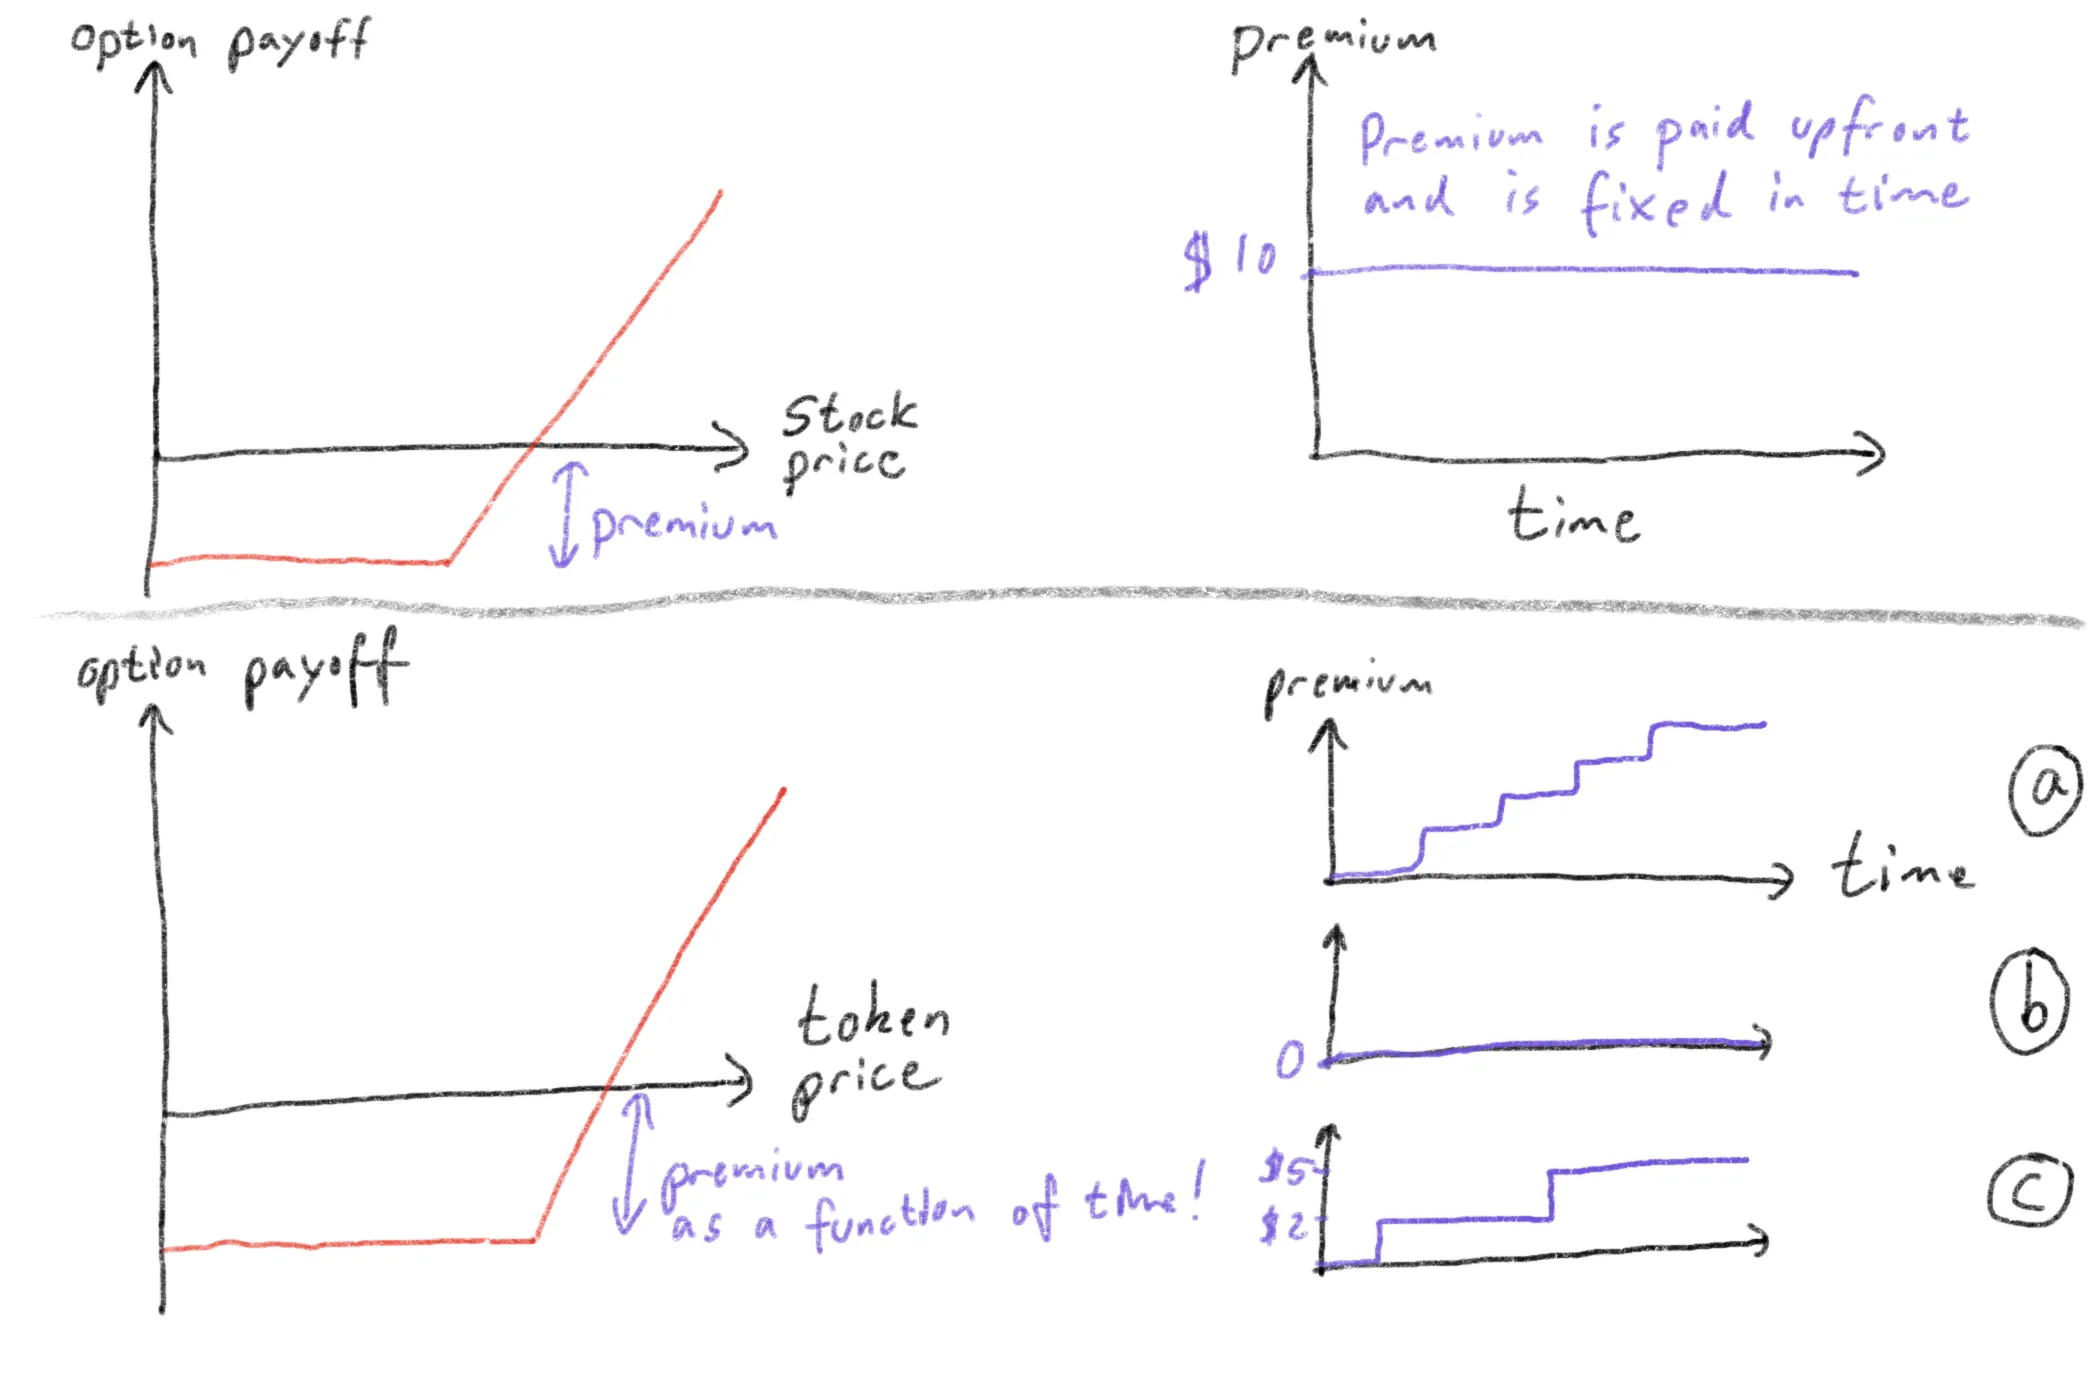 option payoff
Stock
price
premium
Premium
Premium is paid upfront
and is fixed in time
$10
time
option payoff
token
price
premium
as a function of time!
premium
time
a
0
b
$5
$2
c